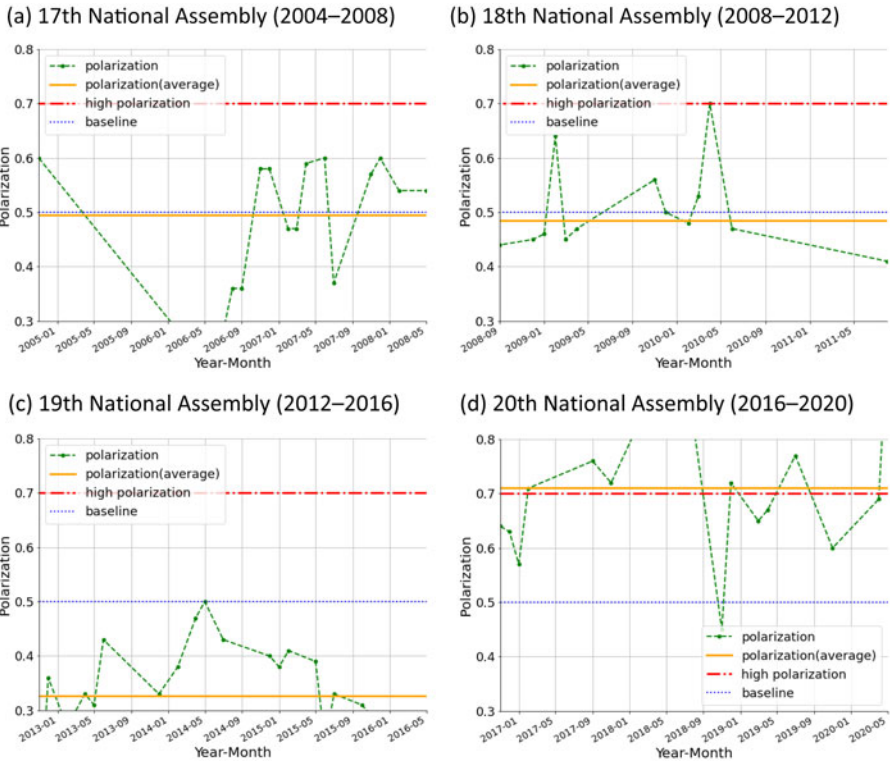 (a) 17th National Assembly (2004–2008)
0.8
0.7
0.6
0.5
0.4
0.3
Polarization
polarization
polarization(average)
high polarization
baseline
2005-01
2005-05
2005-09
2006-01
2006-05
2006-09
2007-01
2007-05
2007-09
2008-01
2008-05
Year-Month
(b) 18th National Assembly (2008–2012)
0.8
0.7
0.6
0.5
0.4
0.3
Polarization
polarization
polarization(average)
high polarization
baseline
2008-09
2009-01
2009-05
2009-09
2010-01
2010-05
2010-09
2011-01
2011-05
Year-Month
(c) 19th National Assembly (2012–2016)
0.8
0.7
0.6
0.5
0.4
0.3
Polarization
polarization
polarization(average)
high polarization
baseline
2013-01
2013-05
2013-09
2014-01
2014-05
2014-09
2015-01
2015-05
2015-09
2016-01
2016-05
Year-Month
(d) 20th National Assembly (2016–2020)
0.8
0.7
0.6
0.5
0.4
0.3
Polarization
polarization
polarization(average)
high polarization
baseline
2017-01
2017-05
2017-09
2018-01
2018-05
2018-09
2019-01
2019-05
2019-09
2020-01
2020-05
Year-Month